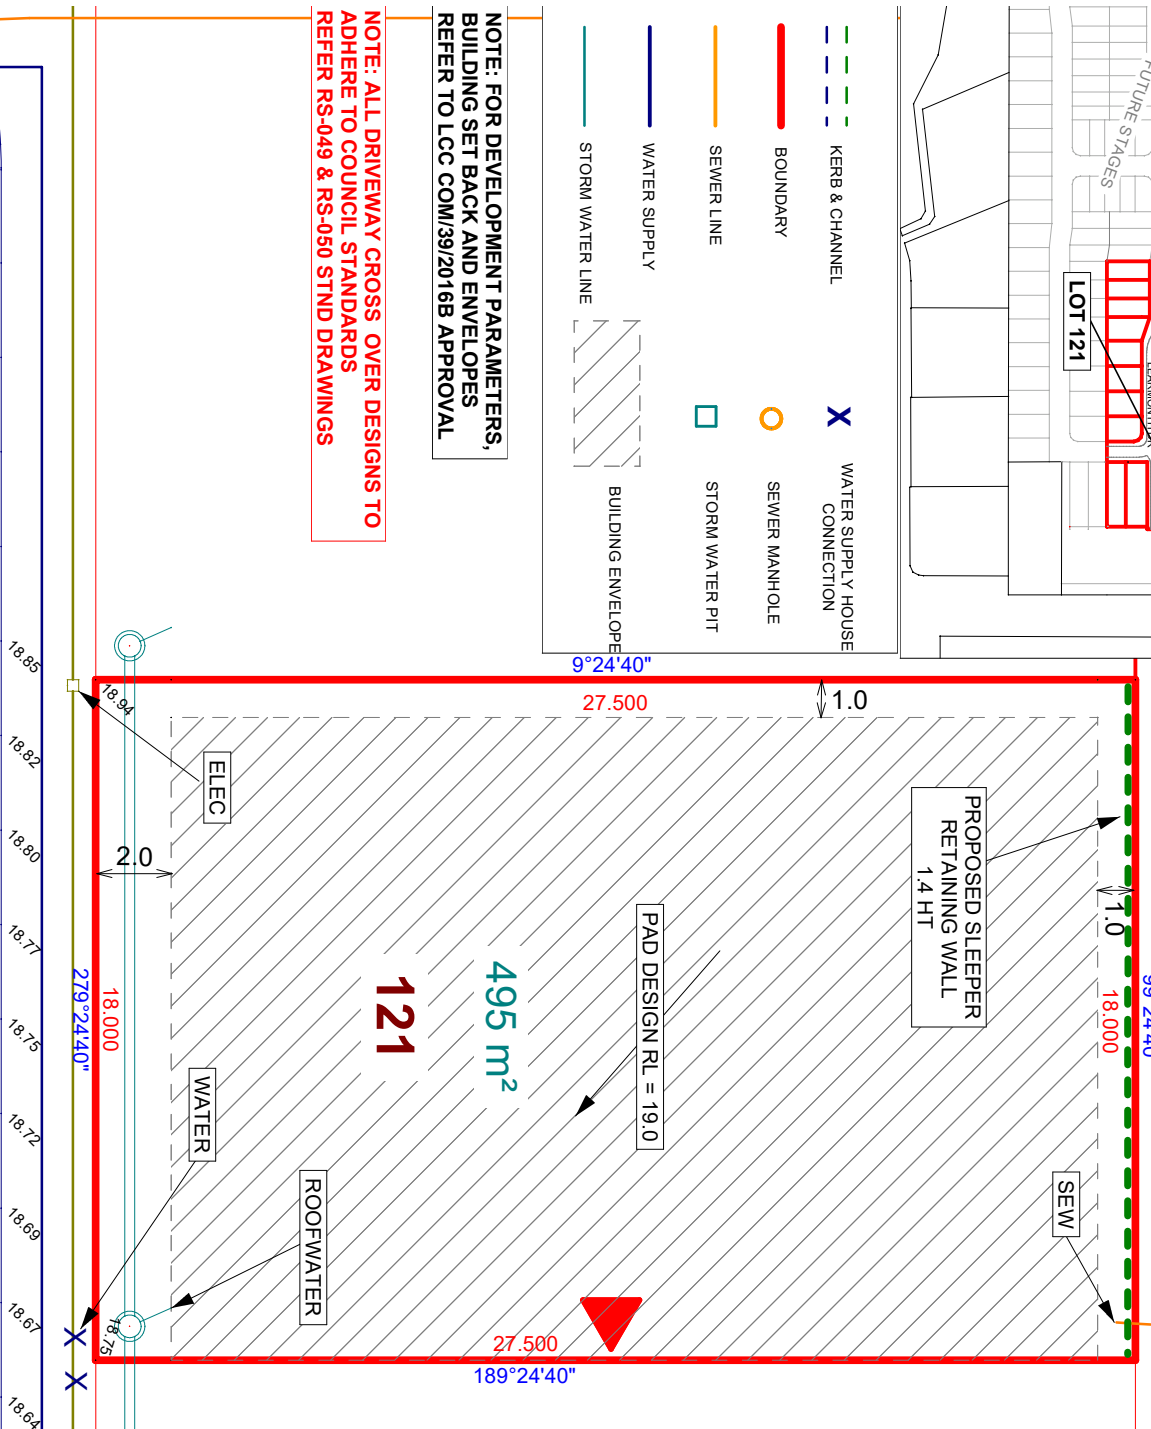 FUTURE STAGES
LOT 121
KERB & CHANNEL
BOUNDARY
SEWER LINE
WATER SUPPLY
STORM WATER LINE
X
WATER SUPPLY HOUSE
CONNECTION
SEWER MANHOLE
STORM WATER PIT
BUILDING ENVELOPE
NOTE: FOR DEVELOPMENT PARAMETERS,
BUILDING SET BACK AND ENVELOPES
REFER TO LCC COM/39/2016B APPROVAL
NOTE: ALL DRIVEWAY CROSS OVER DESIGNS TO
ADHERE TO COUNCIL STANDARDS
REFER RS-049 & RS-050 STND DRAWINGS
9°24'40"
27.500
1.0
PROPOSED SLEEPER
RETAINING WALL
1.4 HT
1.0
18.000
99°24'40"
PAD DESIGN RL = 19.0
495 m²
121
SEW
ELEC
18.94
2.0
18.000
279°24'40"
WATER
ROOFWATER
18.75
X
X
27.500
189°24'40"
18.85
18.82
18.80
18.77
18.75
18.72
18.69
18.67
18.64